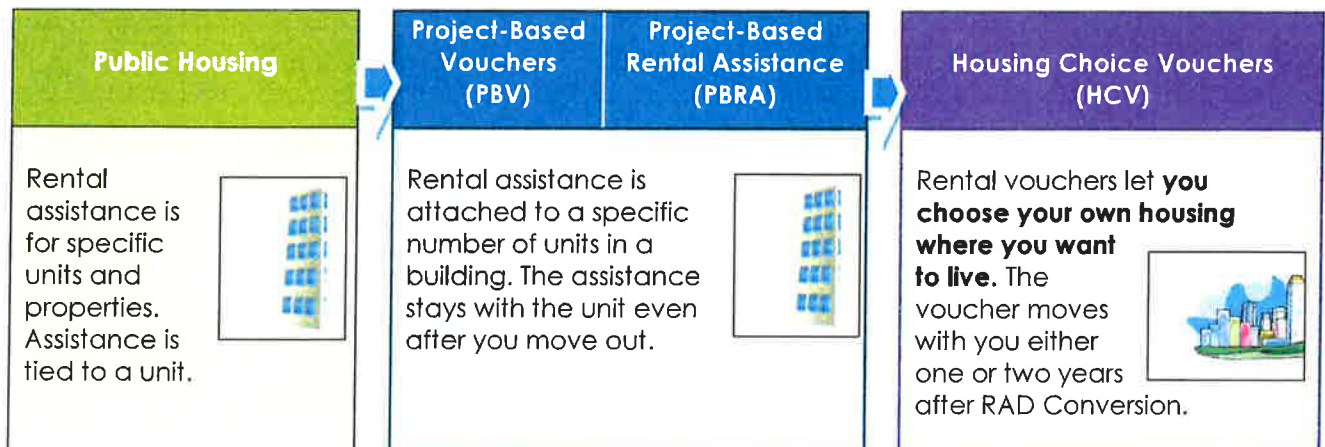 Public Housing
Rental
assistance is
for specific
units and
properties.
Assistance is
tied to a unit.
Project-Based
Vouchers
(PBV)
Project-Based
Rental Assistance
(PBRA)
Rental assistance is
attached to a specific
number of units in a
building. The assistance
stays with the unit even
after you move out.
Housing Choice Vouchers
(HCV)
Rental vouchers let you
choose your own housing
where you want
to live. The
voucher moves
with you either
one or two years
after RAD Conversion.